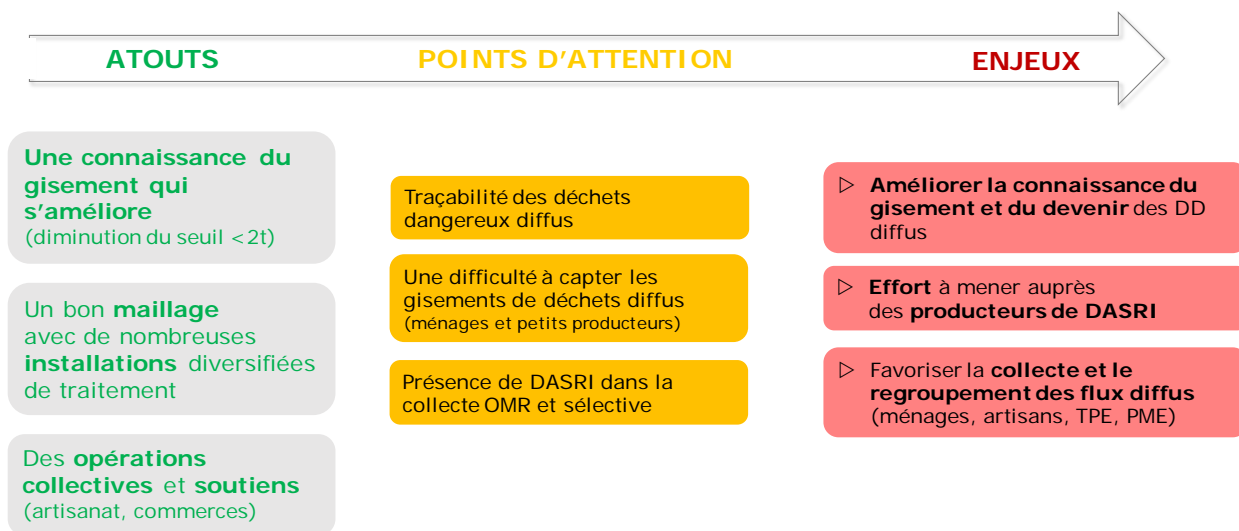 ATOUTS
POINTS D'ATTENTION
ENJEUX
Une connaissance du
gisement qui
s'améliore
(diminution du seuil <2t)
Un bon maillage
avec de nombreuses
installations diversifiées
de traitement
Des opérations
collectives et soutiens
(artisanat, commerces)
Traçabilité des déchets
dangereux diffus
Une difficulté à capter les
gisements de déchets diffus
(ménages et petits producteurs)
Présence de DASRI dans la
collecte OMR et sélective
▷ Améliorer la connaissance du
gisement et du devenir des DD
diffus
▷ Effort à mener auprès
des producteurs de DASRI
▷ Favoriser la collecte et le
regroupement des flux diffus
(ménages, artisans, TPE, PME)